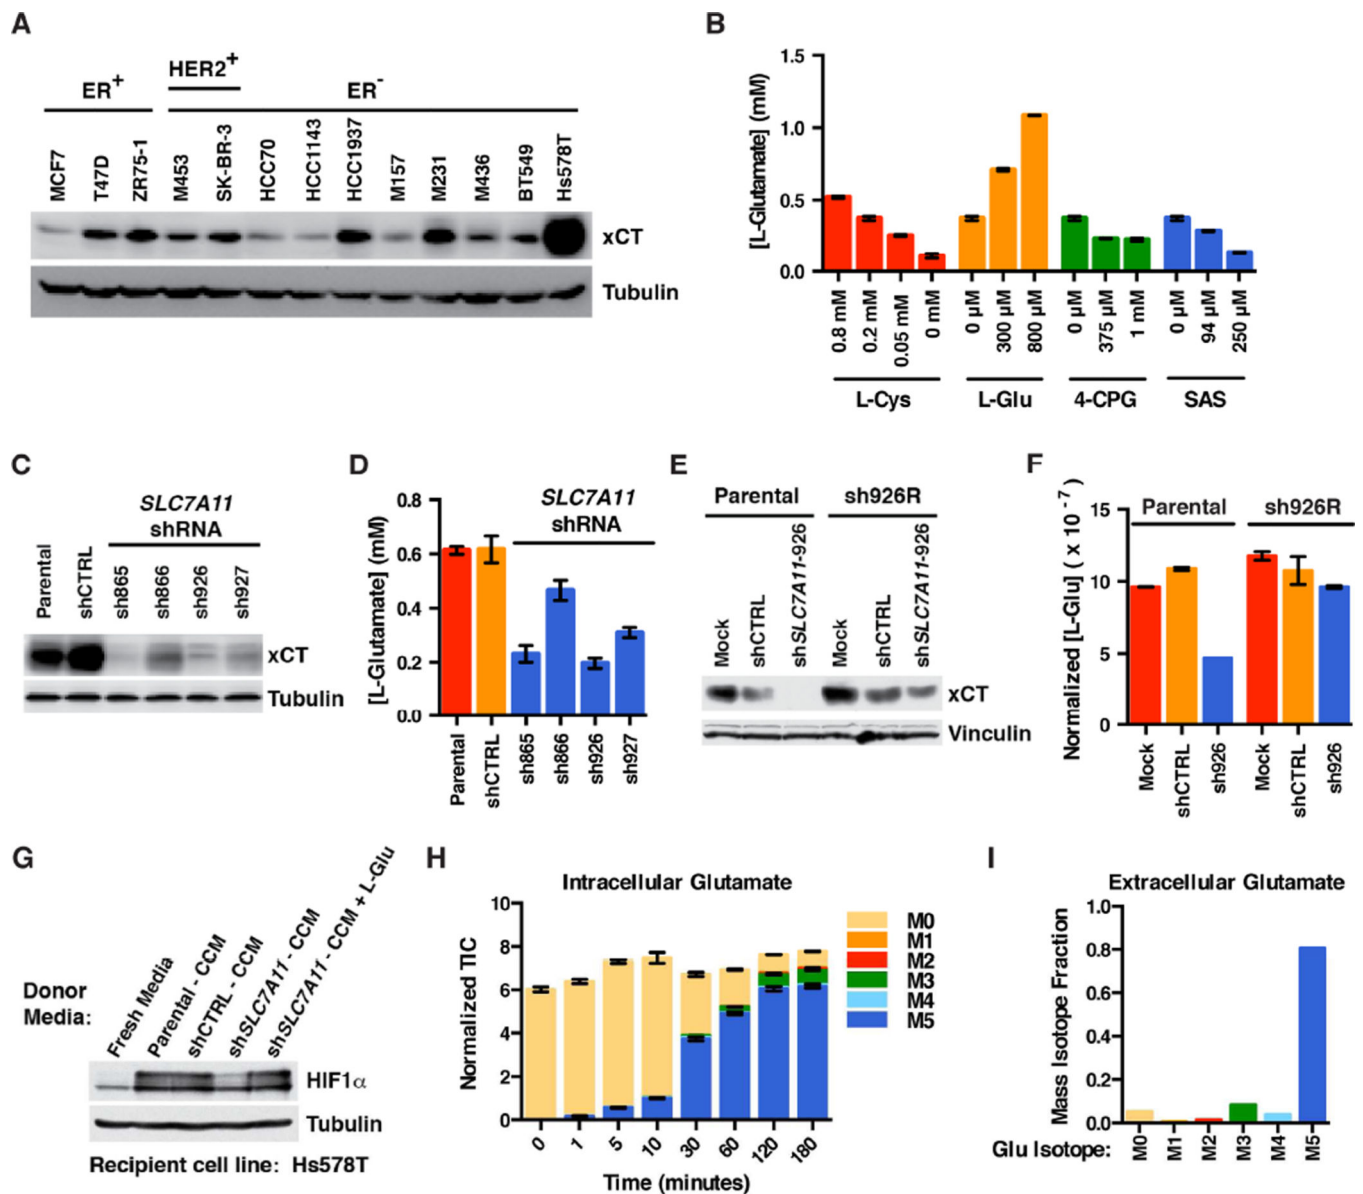 A
HER2+
ER+
ER-
MCF7
T47D
ZR75-1
M453
SK-BR-3
HCC70
HCC1143
HCC1937
M157
M231
M436
BT549
Hs578T
xCT
Tubulin
B
[L-Glutamate] (mM)
1.5
1.0
0.5
0.0
0.8 mM
0.2 mM
0.05 mM
0 mM
0 µM
300 µM
800 µM
0 µM
375 µM
1 mM
0 µM
94 µM
250 µM
L-Cys
L-Glu
4-CPG
SAS
C
SLC7A11
shRNA
Parental
shCTRL
sh865
sh866
sh926
sh927
xCT
Tubulin
D
SLC7A11
shRNA
[L-Glutamate] (mM)
0.8
0.6
0.4
0.2
0.0
Parental
shCTRL
sh865
sh866
sh926
sh927
E
Parental
sh926R
Mock
shCTRL
shSLC7A11-926
Mock
shCTRL
shSLC7A11-926
xCT
Vinculin
F
Normalized [L-Glu] ( x 10 -7 )
Parental
sh926R
15
10
5
0
Mock
shCTRL
sh926
Mock
shCTRL
sh926
G
Donor
Media:
Fresh Media
Parental - CCM
shCTRL - CCM
shSLC7A11 - CCM
shSLC7A11 - CCM + L-Glu
HIF1α
Tubulin
Recipient cell line: Hs578T
H
Intracellular Glutamate
Normalized TIC
10
8
6
4
2
0
0
1
5
10
30
60
120
180
Time (minutes)
M0
M1
M2
M3
M4
M5
I
Extracellular Glutamate
Mass Isotope Fraction
1.0
0.8
0.6
0.4
0.2
0.0
Glu Isotope:
M0
M1
M2
M3
M4
M5